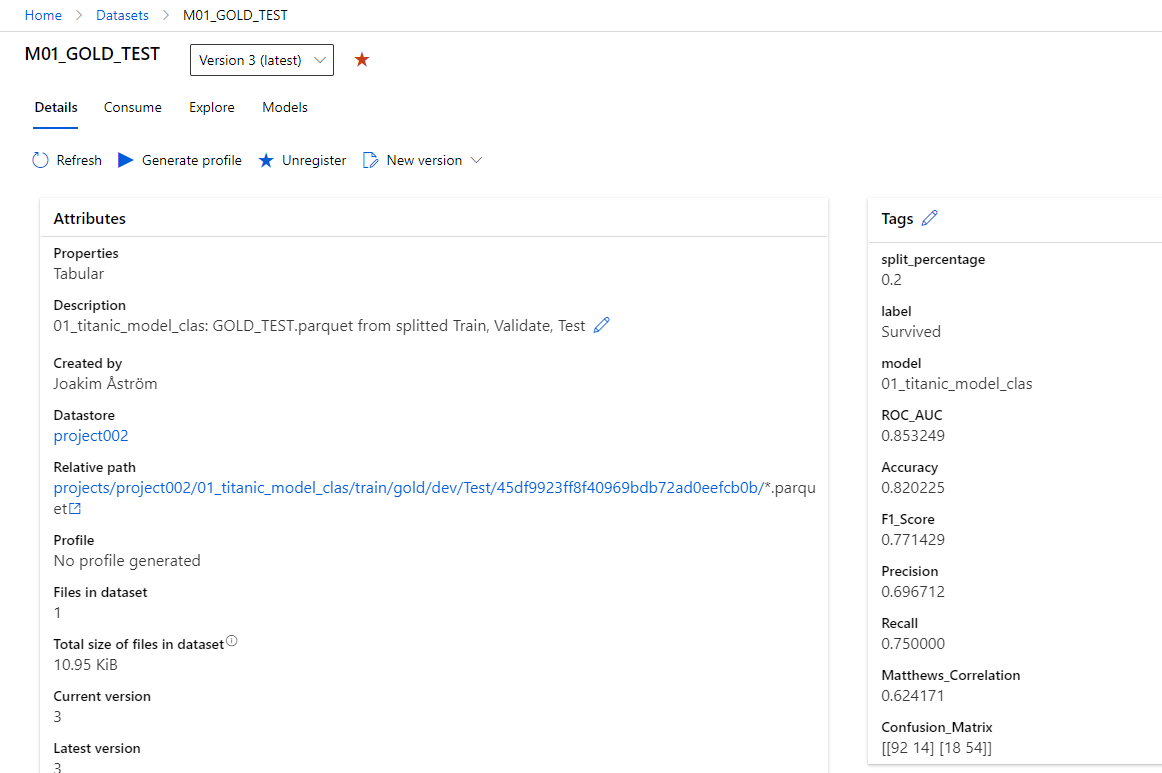 Home > Datasets > M01_GOLD_TEST
M01_GOLD_TEST
Version 3 (latest)
Details Consume Explore Models
Refresh Generate profile Unregister New version
Attributes
Properties
Tabular
Description
01_titanic_model_clas: GOLD_TEST.parquet from splitted Train, Validate, Test
Created by
Joakim Åström
Datastore
project002
Relative path
projects/project002/01_titanic_model_clas/train/gold/dev/Test/45df9923ff8f40969bdb72ad0eefcb0b/*.parqu
et
Profile
No profile generated
Files in dataset
1
Total size of files in dataset
10.95 KiB
Current version
3
Latest version
3
Tags
split_percentage
0.2
label
Survived
model
01_titanic_model_clas
ROC_AUC
0.853249
Accuracy
0.820225
F1_Score
0.771429
Precision
0.696712
Recall
0.750000
Matthews_Correlation
0.624171
Confusion_Matrix
[[92 14] [18 54]]